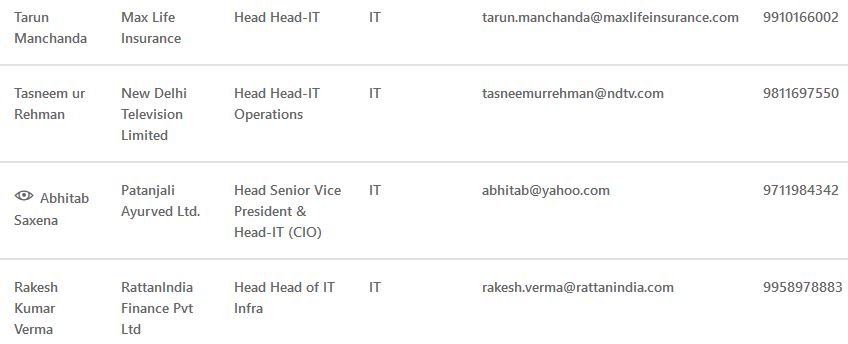 Tarun Manchanda
Max Life Insurance
Head Head-IT
IT
tarun.manchanda@maxlifeinsurance.com
9910166002
Tasneem ur Rehman
New Delhi Television Limited
Head Head-IT Operations
IT
tasneemurrehman@ndtv.com
9811697550
Abhitab Saxena
Patanjali Ayurved Ltd.
Head Senior Vice President & Head-IT (CIO)
IT
abhitab@yahoo.com
9711984342
Rakesh Kumar Verma
RattanIndia Finance Pvt Ltd
Head Head of IT Infra
IT
rakesh.verma@rattanindia.com
9958978883